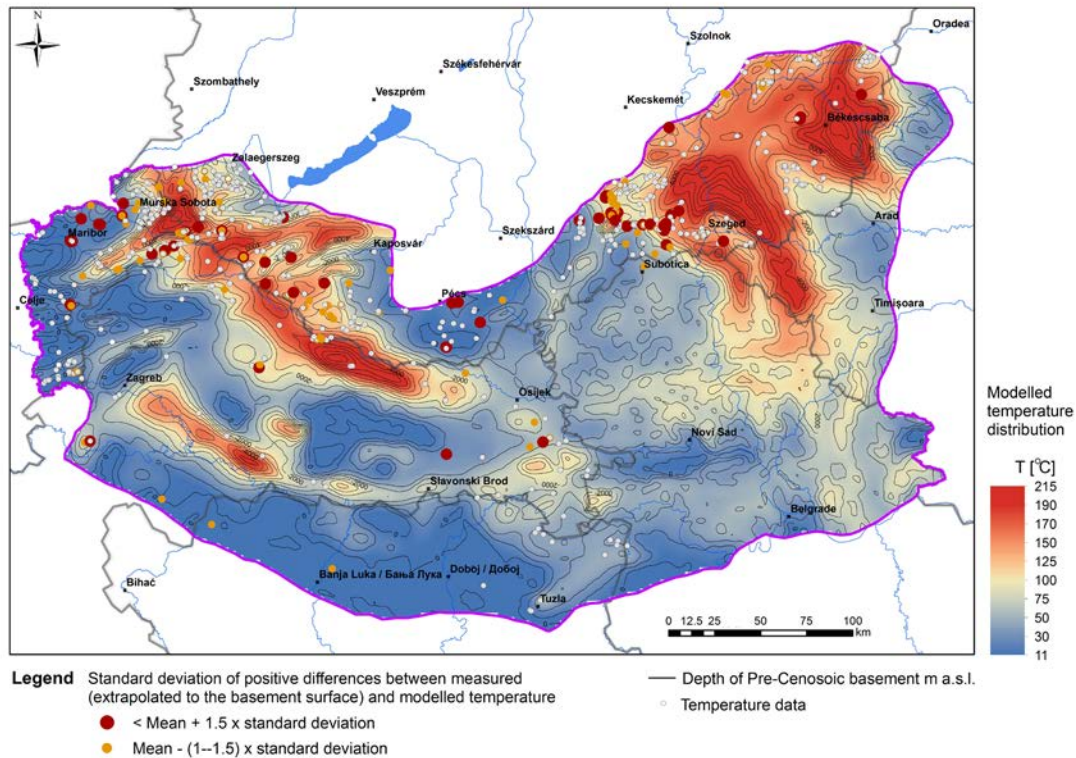 N
Oradea
Szolnok
Székesfehérvár
Szombathely
Veszprém
Kecskemét
Békéscsaba
Zalaegerszeg
Murska Sobota
Maribor
Szeged
Arad
Szekszárd
Kaposvár
Subotica
Celje
Pécs
Timişoara
Zagreb
Osijek
Novi Sad
Slavonski Brod
Belgrade
Banja Luka / Бања Лука
Doboj / Добој
Bihać
Tuzla
0 12.5 25 50 75 100
km
Modelled
temperature
distribution
T [°C]
215
190
170
150
125
100
75
50
30
11
Legend Standard deviation of positive differences between measured
(extrapolated to the basement surface) and modelled temperature
< Mean + 1.5 x standard deviation
Mean - (1--1.5) x standard deviation
Depth of Pre-Cenosoic basement m a.s.l.
Temperature data